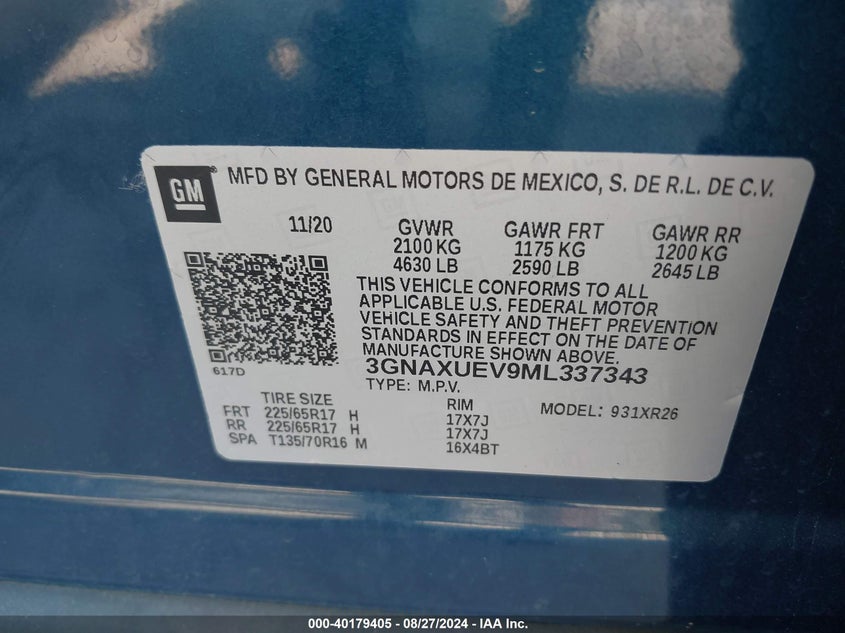 GM
MFD BY GENERAL MOTORS DE MEXICO, S. DE R.L. DE C.V.
11/20 GVWR GAWR FRT GAWR RR
2100 KG 1175 KG 1200 KG
4630 LB 2590 LB 2645 LB
THIS VEHICLE CONFORMS TO ALL
APPLICABLE U.S. FEDERAL MOTOR
VEHICLE SAFETY AND THEFT PREVENTION
STANDARDS IN EFFECT ON THE DATE OF
MANUFACTURE SHOWN ABOVE.
617D
3GNAXUEV9ML337343
TYPE: M.P.V.
TIRE SIZE RIM MODEL: 931XR26
FRT 225/65R17 H 17X7J
RR 225/65R17 H 17X7J
SPA T135/70R16 M 16X4BT
000-40179405 - 08/27/2024 - IAA Inc.